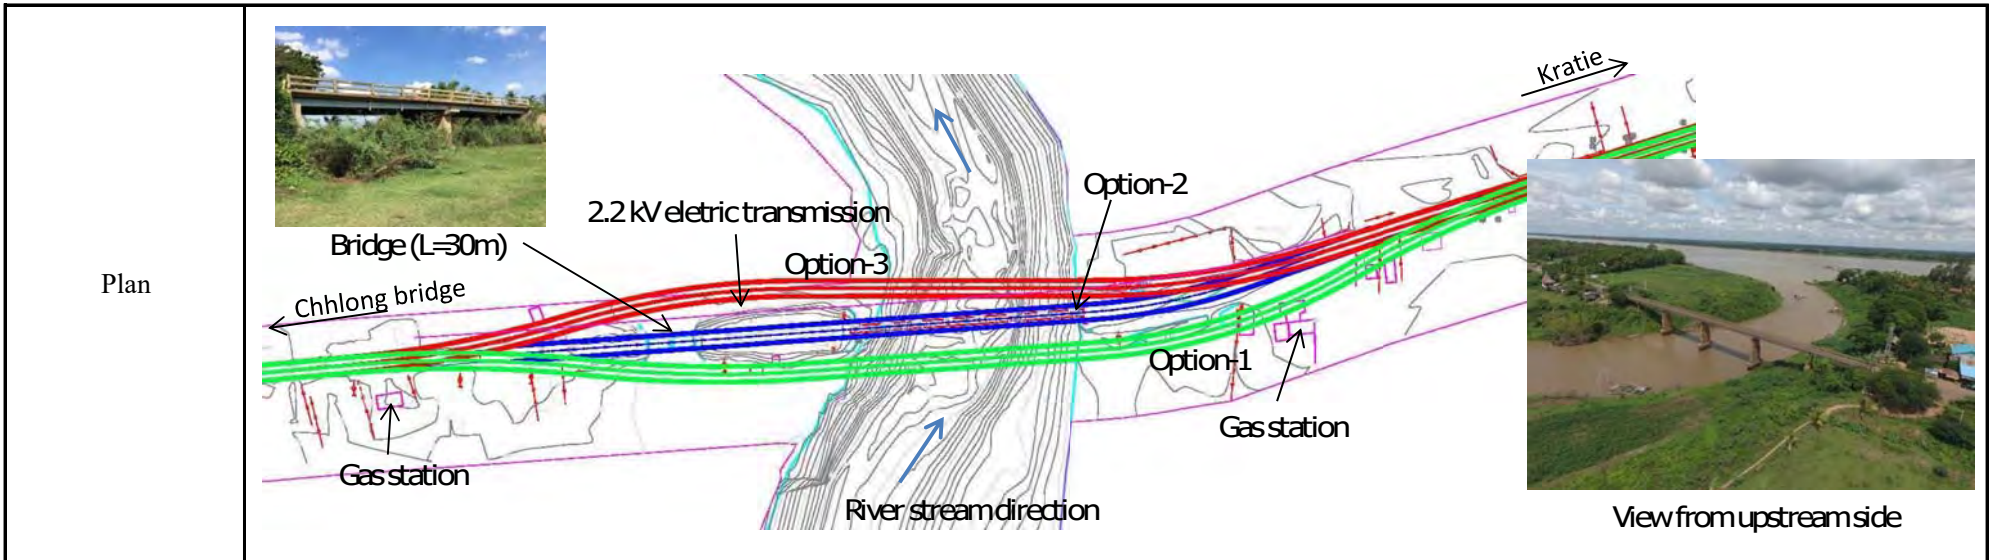 Plan
Kratie
Option-2
2.2 kV eletric transmission
Bridge (L=30m)
Option-3
Chhlong bridge
Option-1
Gas station
Gas station
River stream direction
View from upstream side